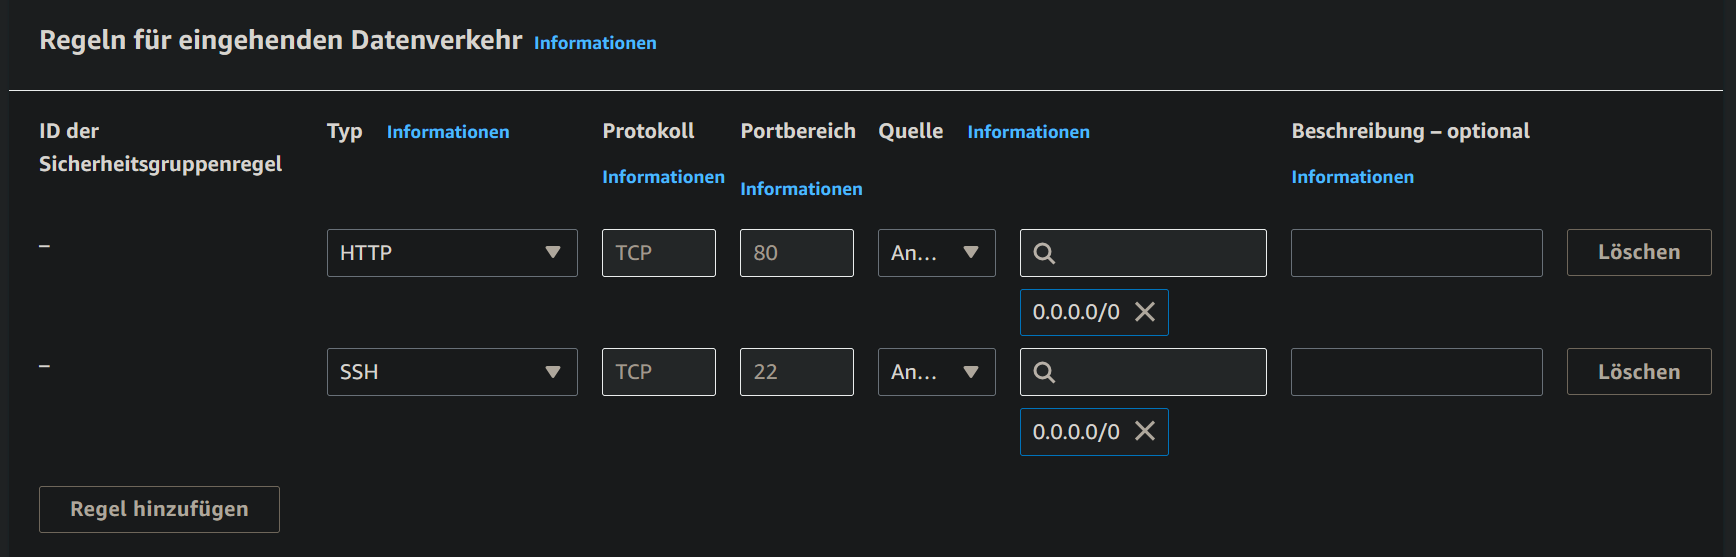 Regeln für eingehenden Datenverkehr Informationen
ID der Sicherheitsgruppenregel
Typ Informationen
Protokoll Informationen
Portbereich Informationen
Quelle Informationen
Beschreibung – optional Informationen
– HTTP TCP 80 An... Löschen
0.0.0.0/0
– SSH TCP 22 An... Löschen
0.0.0.0/0
Regel hinzufügen